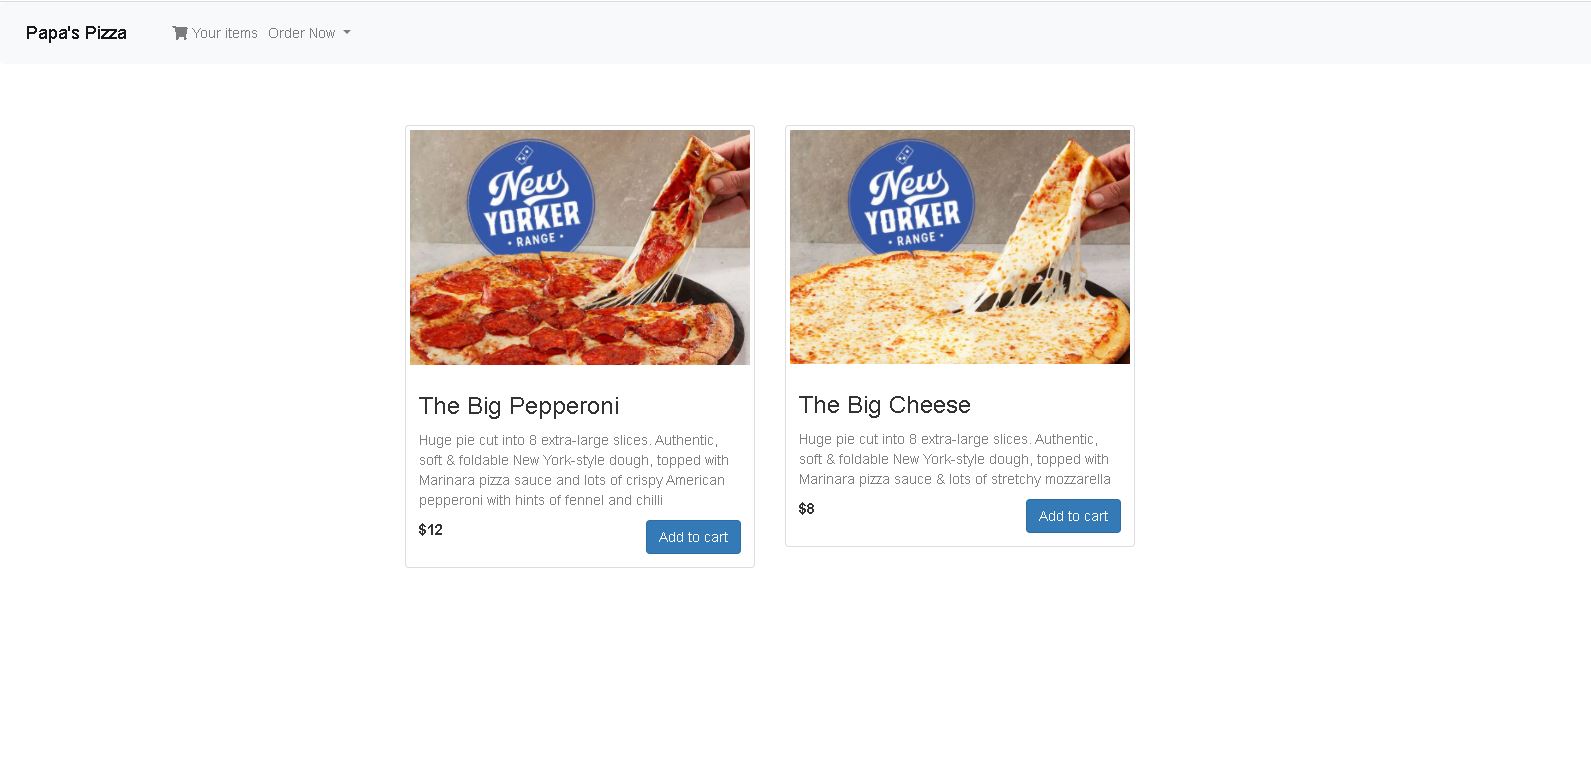 Papa's Pizza
Your items
Order Now
New
YORKER
RANGE
The Big Pepperoni
Huge pie cut into 8 extra-large slices. Authentic,
soft & foldable New York-style dough, topped with
Marinara pizza sauce and lots of crispy American
pepperoni with hints of fennel and chilli
$12
Add to cart
New
YORKER
RANGE
The Big Cheese
Huge pie cut into 8 extra-large slices. Authentic,
soft & foldable New York-style dough, topped with
Marinara pizza sauce & lots of stretchy mozzarella
$8
Add to cart